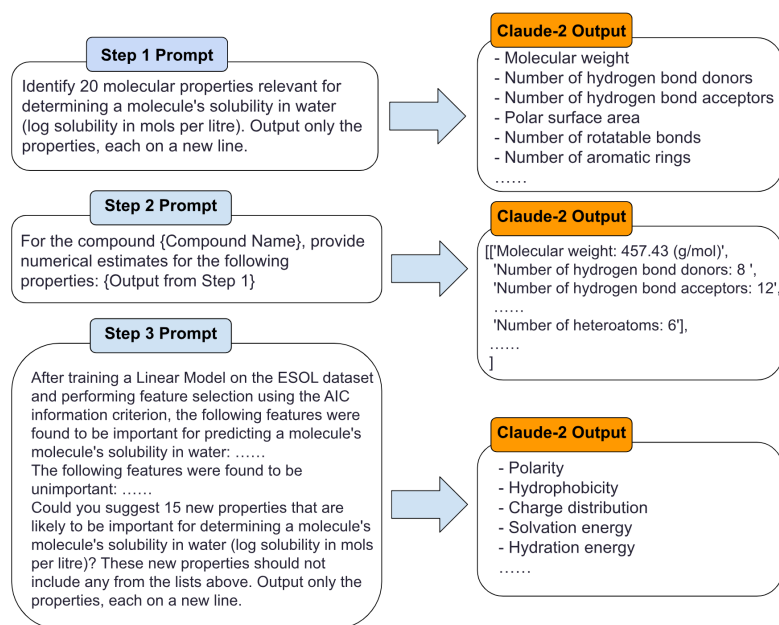 Step 1 Prompt
Identify 20 molecular properties relevant for
determining a molecule's solubility in water
(log solubility in mols per litre). Output only the
properties, each on a new line.
Claude-2 Output
- Molecular weight
- Number of hydrogen bond donors
- Number of hydrogen bond acceptors
- Polar surface area
- Number of rotatable bonds
- Number of aromatic rings
……
Step 2 Prompt
For the compound {Compound Name}, provide
numerical estimates for the following
properties: {Output from Step 1}
Claude-2 Output
[['Molecular weight: 457.43 (g/mol)',
'Number of hydrogen bond donors: 8 ',
'Number of hydrogen bond acceptors: 12',
……
'Number of heteroatoms: 6'],
……
]
Step 3 Prompt
After training a Linear Model on the ESOL dataset
and performing feature selection using the AIC
information criterion, the following features were
found to be important for predicting a molecule's
molecule's solubility in water: ……
The following features were found to be
unimportant: ……
Could you suggest 15 new properties that are
likely to be important for determining a molecule's
molecule's solubility in water (log solubility in mols
per litre)? These new properties should not
include any from the lists above. Output only the
properties, each on a new line.
Claude-2 Output
- Polarity
- Hydrophobicity
- Charge distribution
- Solvation energy
- Hydration energy
……